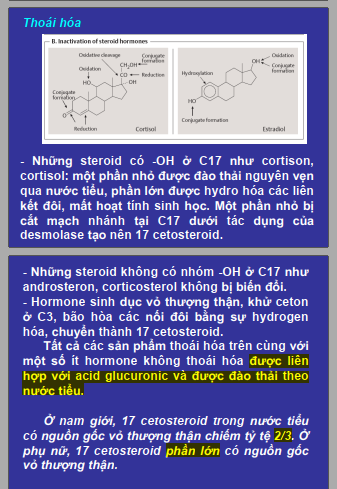 Thoái hóa
B. Inactivation of steroid hormones
Oxidative cleavage
Conjugate
formation
CH₂OH
Oxidation
CO
Reduction
HO
OH
Conjugate
formation
O
Reduction
Cortisol
Oxidation
OH
Conjugate
formation
Hydroxylation
HO
Conjugate formation
Estradiol
- Những steroid có -OH ở C17 như cortison,
cortisol: một phần nhỏ được đào thải nguyên vẹn
qua nước tiểu, phần lớn được hydro hóa các liên
kết đôi, mất hoạt tính sinh học. Một phần nhỏ bị
cắt mạch nhánh tại C17 dưới tác dụng của
desmolase tạo nên 17 cetosteroid.
- Những steroid không có nhóm -OH ở C17 như
androsteron, corticosterol không bị biến đổi.
- Hormone sinh dục vỏ thượng thận, khử ceton
ở C3, bão hòa các nối đôi bằng sự hydrogen
hóa, chuyển thành 17 cetosteroid.
Tất cả các sản phẩm thoái hóa trên cùng với
một số ít hormone không thoái hóa được liên
hợp với acid glucuronic và được đào thải theo
nước tiểu.
Ở nam giới, 17 cetosteroid trong nước tiểu
có nguồn gốc vỏ thượng thận chiếm tỷ tệ 2/3. Ở
phụ nữ, 17 cetosteroid phần lớn có nguồn gốc
vỏ thượng thận.